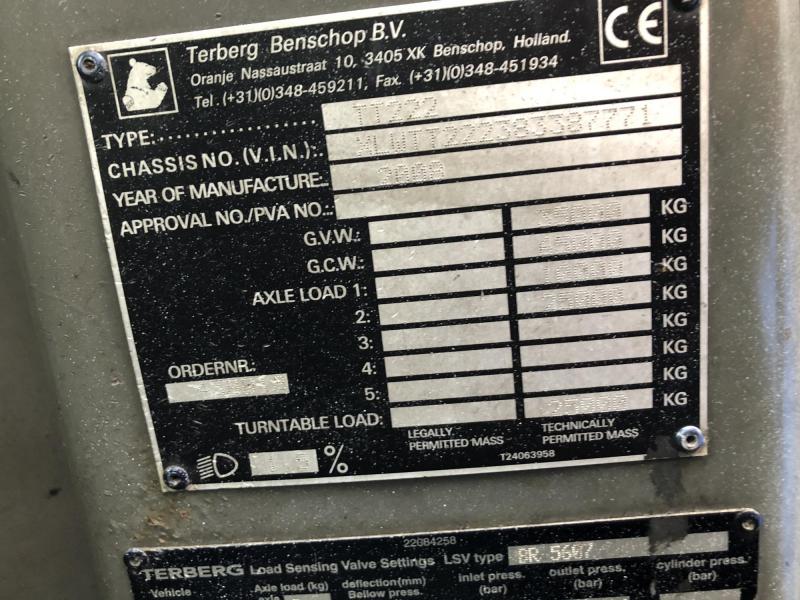 Terberg Benschop B.V.
Oranje Nassaustraat 10, 3405 XK Benschop, Holland.
Tel. (+31)(0)348-459211, Fax. (+31)(0)348-451934
CE
TYPE: TT222
CHASSIS NO. (V.I.N.): XLWTT222383387771
YEAR OF MANUFACTURE: 2008
APPROVAL NO./PVA NO.:
G.V.W.: KG
G.C.W.: KG
AXLE LOAD 1: KG
2: KG
3: KG
4: KG
5: KG
ORDERNR.:
TURNTABLE LOAD: KG
LEGALLY PERMITTED MASS
TECHNICALLY PERMITTED MASS
%
T24063958
22084258
TERBERG Load Sensing Valve Settings LSV type BR 5607
Vehicle Axle load (kg) deflection(mm) inlet press. outlet press. cylinder press.
axle Bellow press. (bar) (bar) (bar)